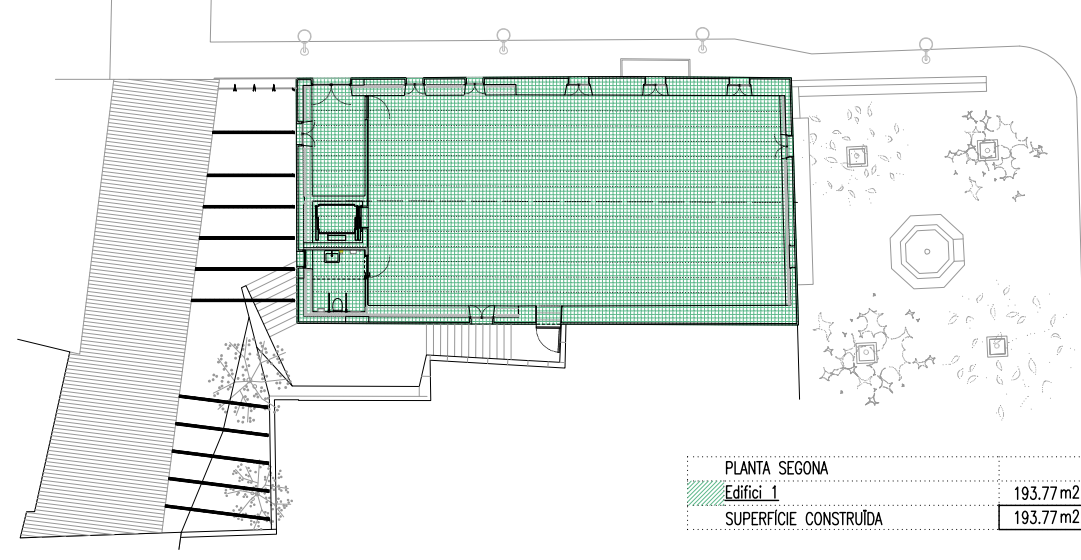 PLANTA SEGONA
Edifici 1 193.77 m2
SUPERFÍCIE CONSTRUÏDA 193.77 m2